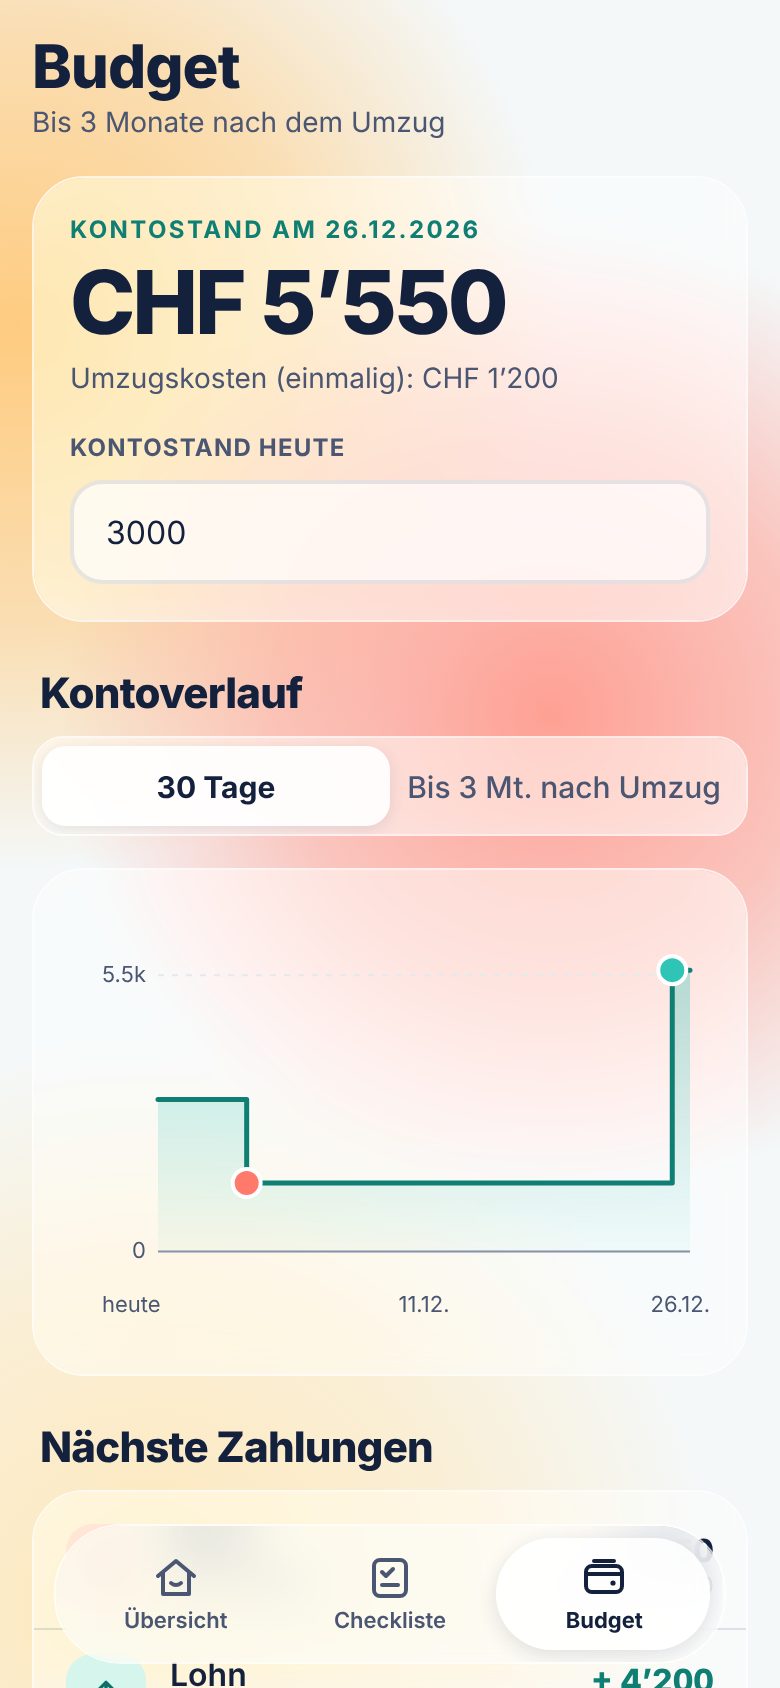 Budget
Bis 3 Monate nach dem Umzug
KONTOSTAND AM 26.12.2026
CHF 5’550
Umzugskosten (einmalig): CHF 1’200
KONTOSTAND HEUTE
3000
Kontoverlauf
30 Tage
Bis 3 Mt. nach Umzug
5.5k
0
heute
11.12.
26.12.
Nächste Zahlungen
Übersicht
Checkliste
Budget
Lohn
+ 4’200